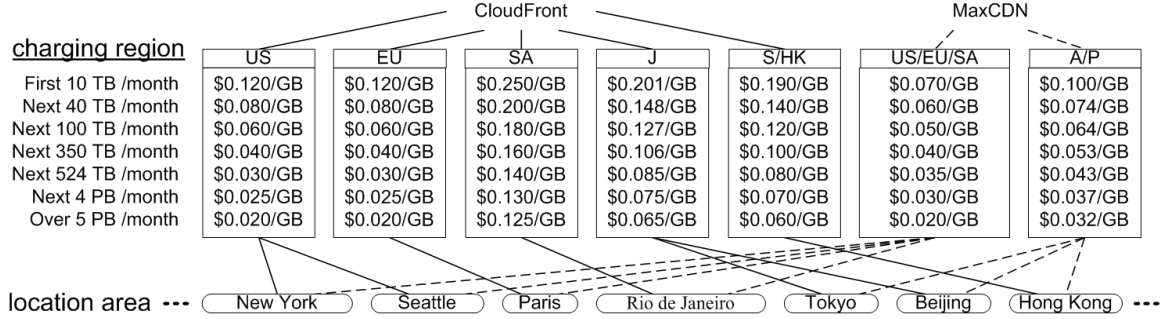 CloudFront MaxCDN
charging region US EU SA J S/HK US/EU/SA A/P
First 10 TB /month $0.120/GB $0.120/GB $0.250/GB $0.201/GB $0.190/GB $0.070/GB $0.100/GB
Next 40 TB /month $0.080/GB $0.080/GB $0.200/GB $0.148/GB $0.140/GB $0.060/GB $0.074/GB
Next 100 TB /month $0.060/GB $0.060/GB $0.180/GB $0.127/GB $0.120/GB $0.050/GB $0.064/GB
Next 350 TB /month $0.040/GB $0.040/GB $0.160/GB $0.106/GB $0.100/GB $0.040/GB $0.053/GB
Next 524 TB /month $0.030/GB $0.030/GB $0.140/GB $0.085/GB $0.080/GB $0.035/GB $0.043/GB
Next 4 PB /month $0.025/GB $0.025/GB $0.130/GB $0.075/GB $0.070/GB $0.030/GB $0.037/GB
Over 5 PB /month $0.020/GB $0.020/GB $0.125/GB $0.065/GB $0.060/GB $0.020/GB $0.032/GB
location area New York Seattle Paris Rio de Janeiro Tokyo Beijing Hong Kong